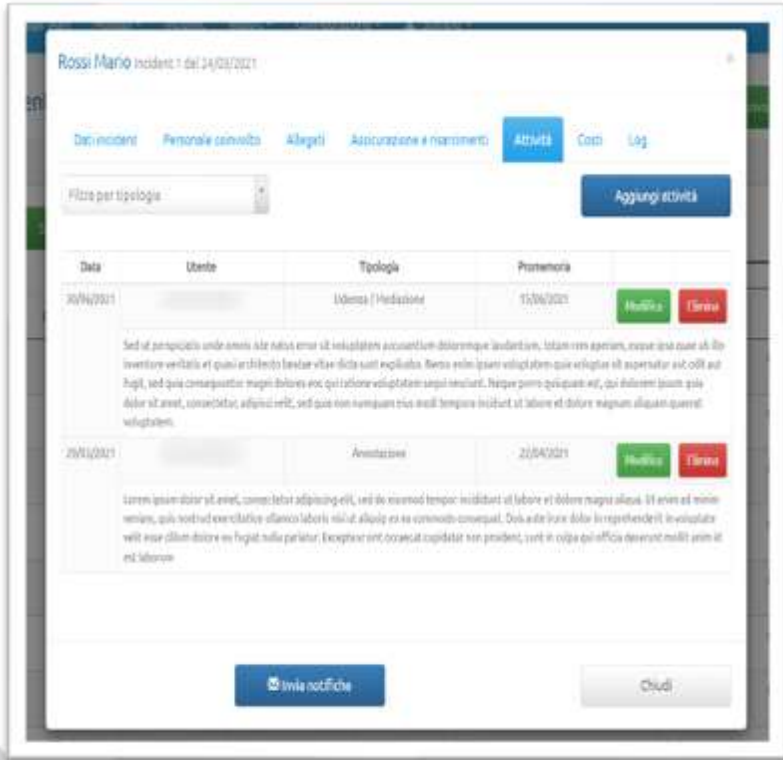 Rossi Mario Incident 1 del 24/03/2021
Dati incident Personale coinvolto Allegati Assicurazione e risarcimenti Attività Costi Log
Filtra per tipologia
Aggiungi attività
Data Utente Tipologia Promemoria
30/06/2021 Udienza / Mediazione 15/06/2021 Modifica Elimina
Sed ut perspiciatis unde omnis iste natus error sit voluptatem accusantium doloremque laudantium, totam rem aperiam, eaque ipsa quae ab illo
inventore veritatis et quasi architecto beatae vitae dicta sunt explicabo. Nemo enim ipsam voluptatem quia voluptas sit aspernatur aut odit aut
fugit, sed quia consequuntur magni dolores eos qui ratione voluptatem sequi nesciunt. Neque porro quisquam est, qui dolorem ipsum quia
dolor sit amet, consectetur, adipisci velit, sed quia non numquam eius modi tempora incidunt ut labore et dolore magnam aliquam quaerat
voluptatem.
29/03/2021 Annotazione 22/04/2021 Modifica Elimina
Lorem ipsum dolor sit amet, consectetur adipiscing elit, sed do eiusmod tempor incididunt ut labore et dolore magna aliqua. Ut enim ad minim
veniam, quis nostrud exercitation ullamco laboris nisi ut aliquip ex ea commodo consequat. Duis aute irure dolor in reprehenderit in voluptate
velit esse cillum dolore eu fugiat nulla pariatur. Excepteur sint occaecat cupidatat non proident, sunt in culpa qui officia deserunt mollit anim id
est laborum
Invia notifiche
Chiudi